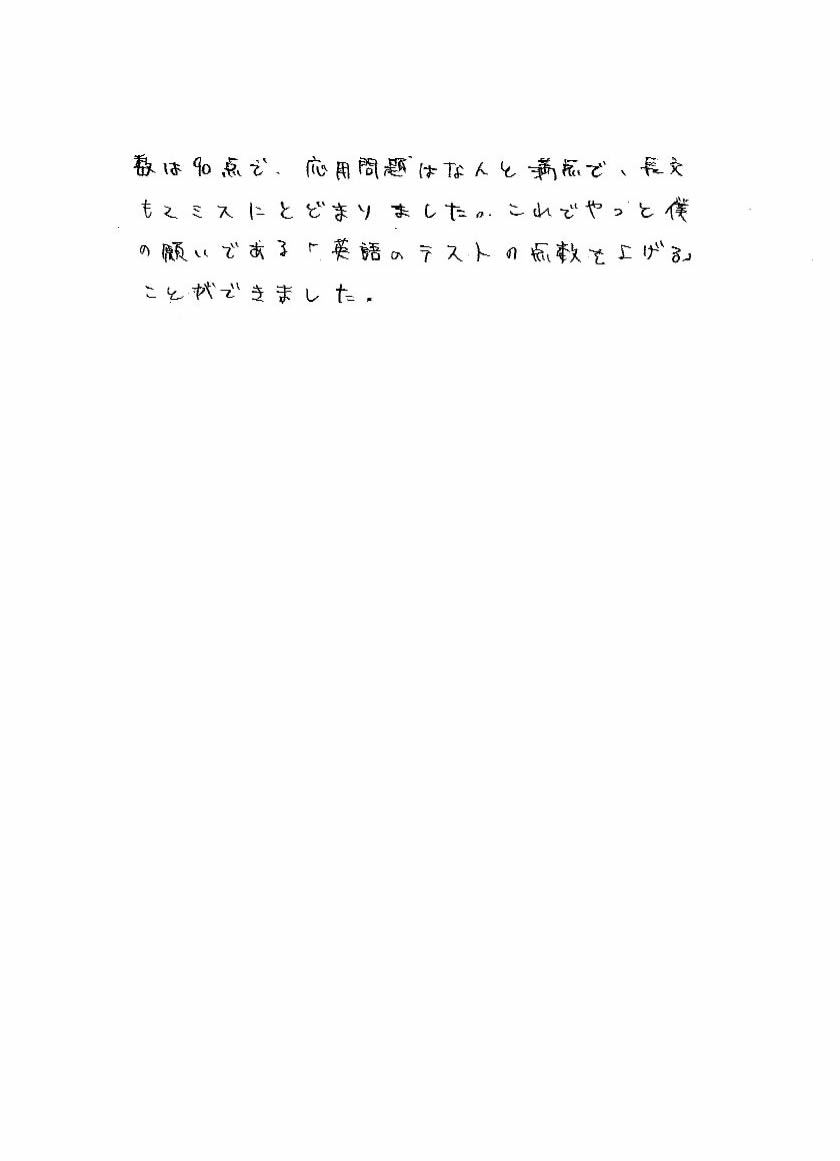 数は90点で、応用問題はなんと満点で、長文
も2ミスにとどまりました。これでやっと僕
の願いである「英語のテストの点数を上げる」
ことができました。